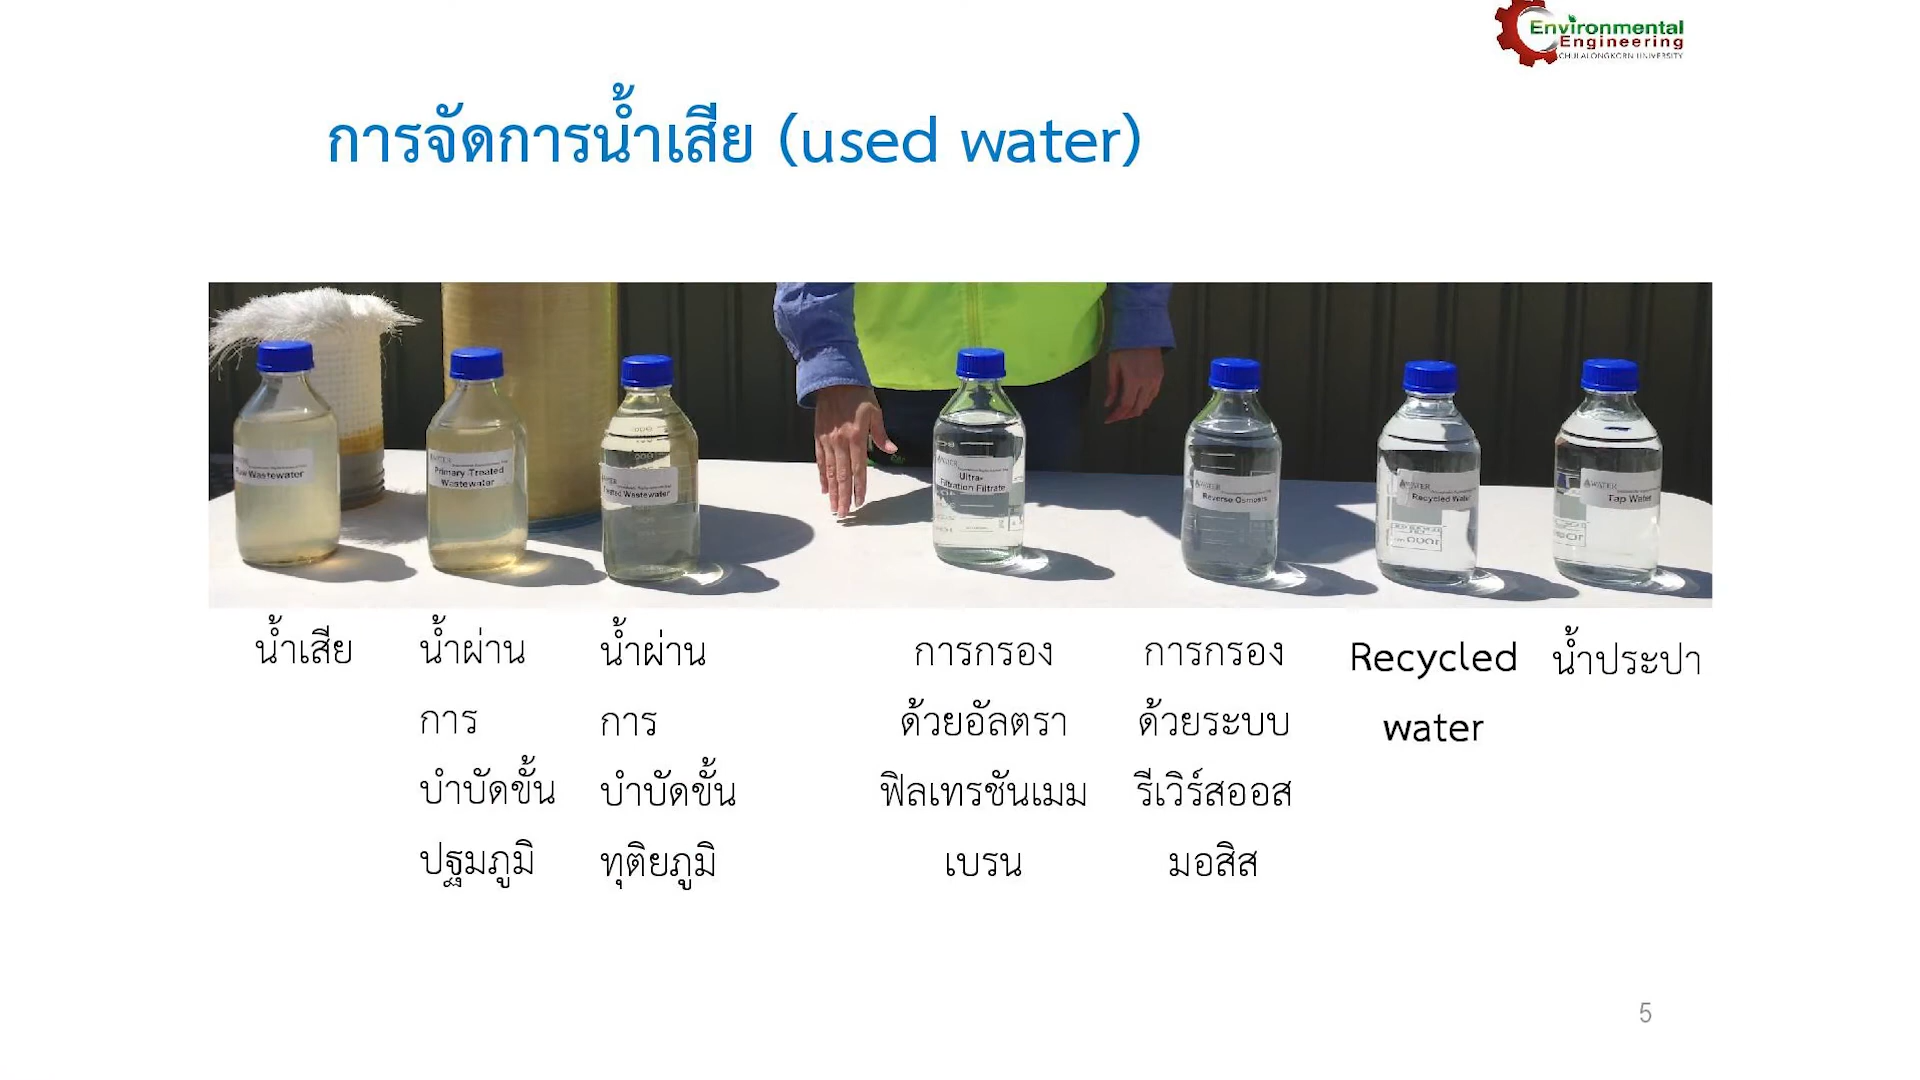 Environmental
Engineering
CHULALONGKORN UNIVERSITY
การจัดการน้ำเสีย (used water)
Raw Wastewater
Primary Treated
Wastewater
Treated Wastewater
WATER
Ultra-
Filtration Filtrate
WATER
Reverse Osmosis
WATER
Recycled Water
1000
WATER
Tap Water
น้ำเสีย
น้ำผ่าน
การ
บำบัดขั้น
ปฐมภูมิ
น้ำผ่าน
การ
บำบัดขั้น
ทุติยภูมิ
การกรอง
ด้วยอัลตรา
ฟิลเทรชันเมม
เบรน
การกรอง
ด้วยระบบ
รีเวิร์สออส
มอสิส
Recycled
water
น้ำประปา
5